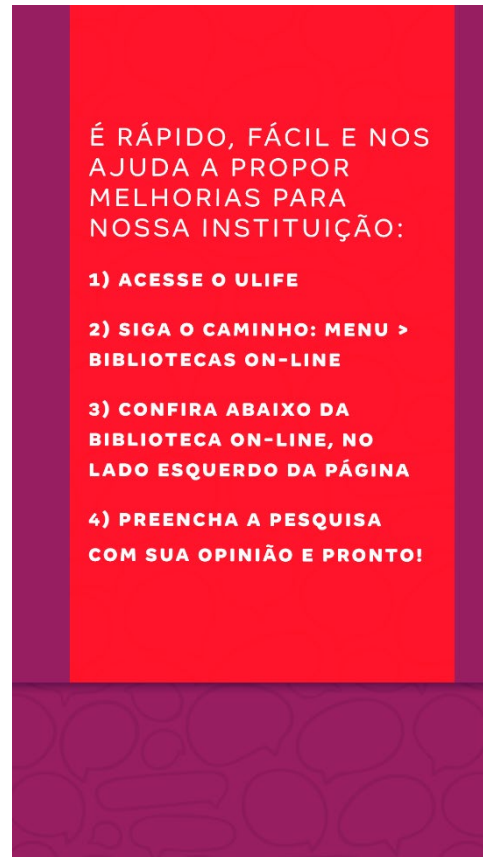 É RÁPIDO, FÁCIL E NOS
AJUDA A PROPOR
MELHORIAS PARA
NOSSA INSTITUIÇÃO:
1) ACESSE O ULIFE
2) SIGA O CAMINHO: MENU >
BIBLIOTECAS ON-LINE
3) CONFIRA ABAIXO DA
BIBLIOTECA ON-LINE, NO
LADO ESQUERDO DA PÁGINA
4) PREENCHA A PESQUISA
COM SUA OPINIÃO E PRONTO!